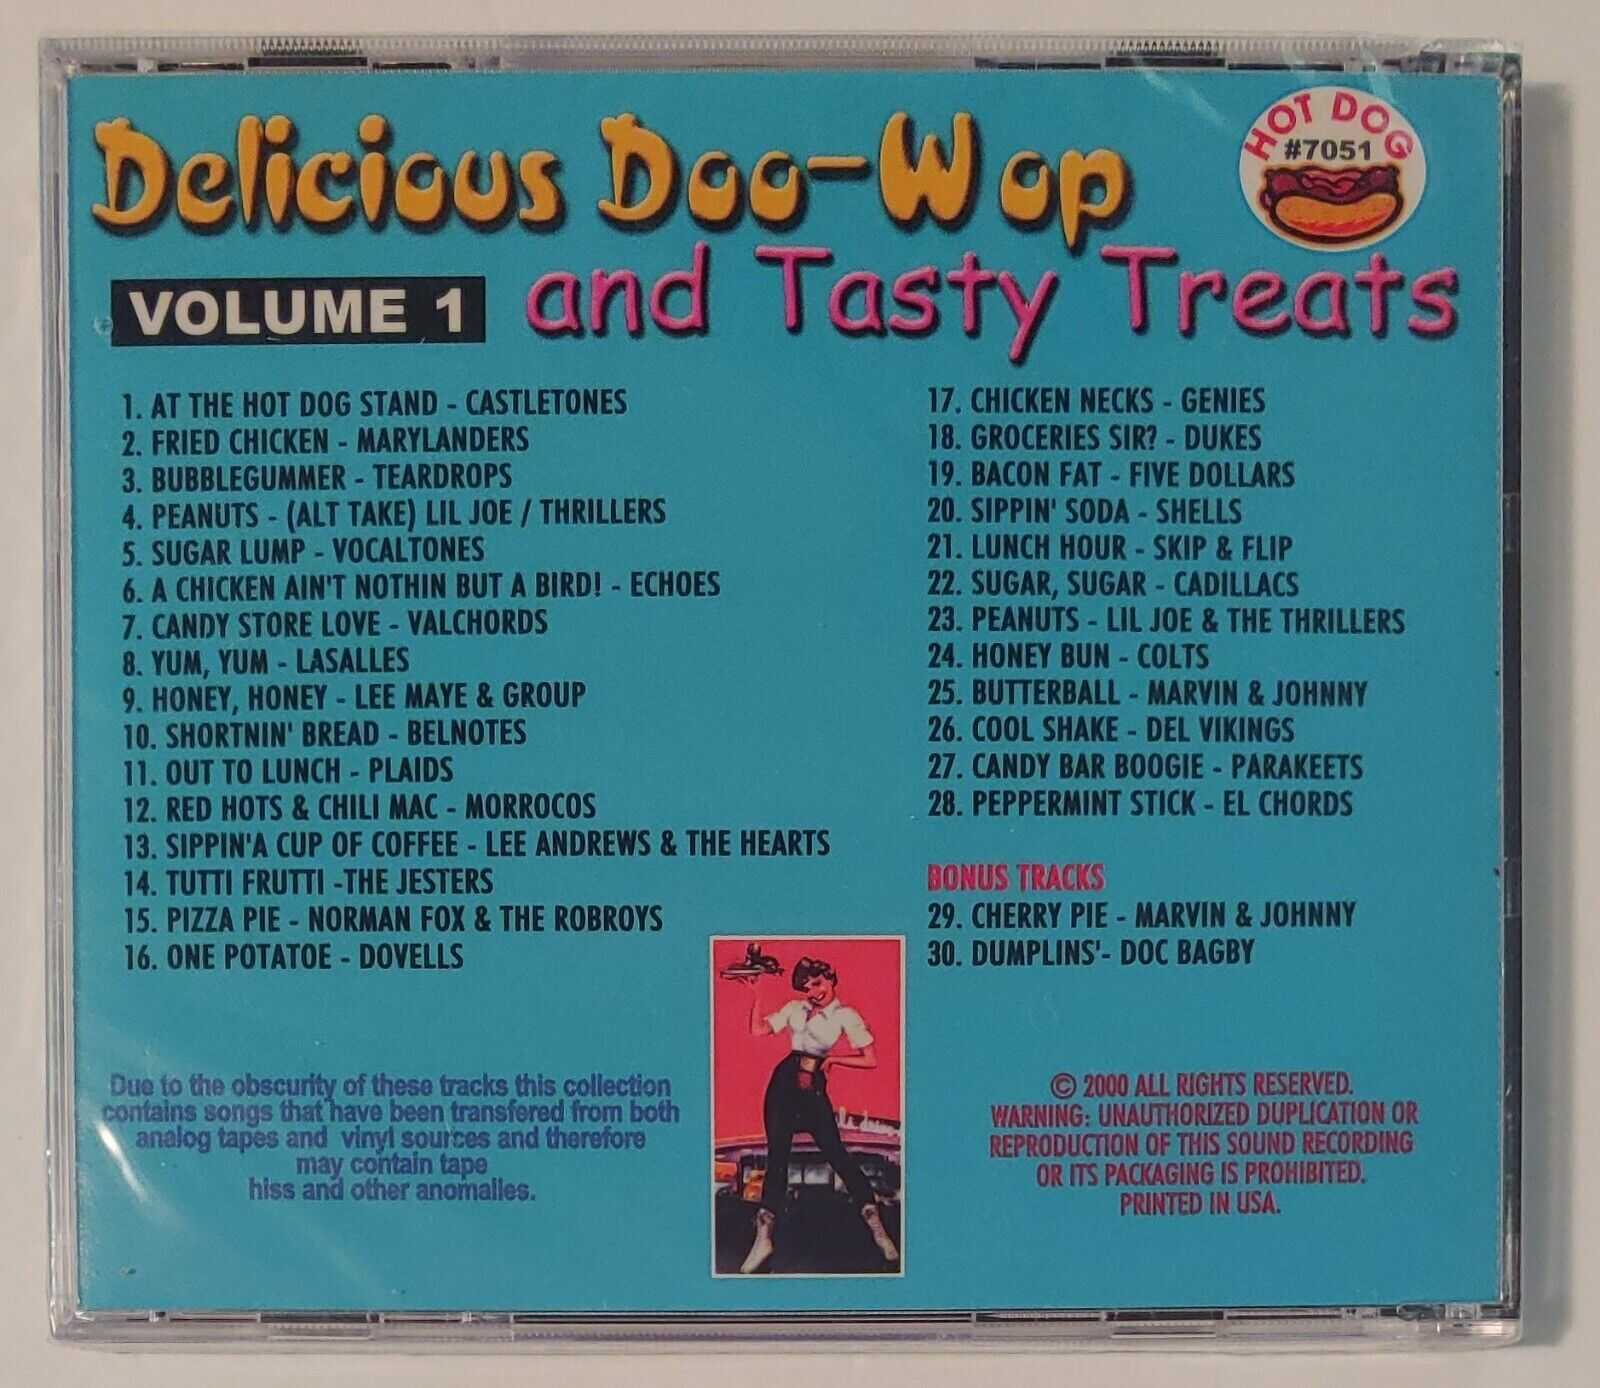 Delicious Doo-Wop
HOT DOG
#7051
and Tasty Treats
VOLUME 1
1. AT THE HOT DOG STAND - CASTLETONES
2. FRIED CHICKEN - MARYLANDERS
3. BUBBLEGUMMER - TEARDROPS
4. PEANUTS - (ALT TAKE) LIL JOE / THRILLERS
5. SUGAR LUMP - VOCALTONES
6. A CHICKEN AIN'T NOTHIN BUT A BIRD! - ECHOES
7. CANDY STORE LOVE - VALCHORDS
8. YUM, YUM - LASALLES
9. HONEY, HONEY - LEE MAYE & GROUP
10. SHORTNIN' BREAD - BELNOTES
11. OUT TO LUNCH - PLAIDS
12. RED HOTS & CHILI MAC - MORROCOS
13. SIPPIN'A CUP OF COFFEE - LEE ANDREWS & THE HEARTS
14. TUTTI FRUTTI -THE JESTERS
15. PIZZA PIE - NORMAN FOX & THE ROBROYS
16. ONE POTATOE - DOVELLS
17. CHICKEN NECKS - GENIES
18. GROCERIES SIR? - DUKES
19. BACON FAT - FIVE DOLLARS
20. SIPPIN' SODA - SHELLS
21. LUNCH HOUR - SKIP & FLIP
22. SUGAR, SUGAR - CADILLACS
23. PEANUTS - LIL JOE & THE THRILLERS
24. HONEY BUN - COLTS
25. BUTTERBALL - MARVIN & JOHNNY
26. COOL SHAKE - DEL VIKINGS
27. CANDY BAR BOOGIE - PARAKEETS
28. PEPPERMINT STICK - EL CHORDS
BONUS TRACKS
29. CHERRY PIE - MARVIN & JOHNNY
30. DUMPLINS'- DOC BAGBY
Due to the obscurity of these tracks this collection
contains songs that have been transfered from both
analog tapes and vinyl sources and therefore
may contain tape
hiss and other anomalies.
© 2000 ALL RIGHTS RESERVED.
WARNING: UNAUTHORIZED DUPLICATION OR
REPRODUCTION OF THIS SOUND RECORDING
OR ITS PACKAGING IS PROHIBITED.
PRINTED IN USA.